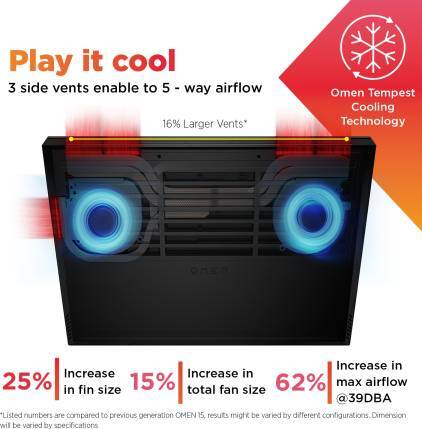 Play it cool
3 side vents enable to 5 - way airflow
Omen Tempest
Cooling
Technology
16% Larger Vents*
OMEN
25% Increase
in fin size
15% Increase in
total fan size
62% Increase in
max airflow
@39DBA
*Listed numbers are compared to previous generation OMEN 15, results might be varied by different configurations. Dimension
will be varied by specifications